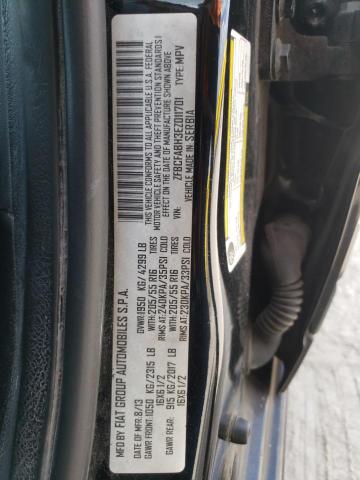 MFD BY FIAT GROUP AUTOMOBILES S.P.A.
DATE OF MFR.8/13 GVWR:1950 KG/4299 LB
GAWR FRONT:1050 KG/2315 LB WITH:205/55 R16 TIRES
16X6 1/2 RIMS AT:240KPA/35PSI COLD
GAWR REAR: 915 KG/2017 LB WITH:205/55 R16 TIRES
16X6 1/2 RIMS AT:230KPA/33PSI COLD
THIS VEHICLE CONFORMS TO ALL APPLICABLE U.S.A. FEDERAL
MOTOR VEHICLE SAFETY AND THEFT PREVENTION STANDARDS I
N EFFECT ON THE DATE OF MANUFACTURE SHOWN ABOVE
ZFBCFABH3EZ011701 TYPE:MPV
VEHICLE MADE IN: SERBIA